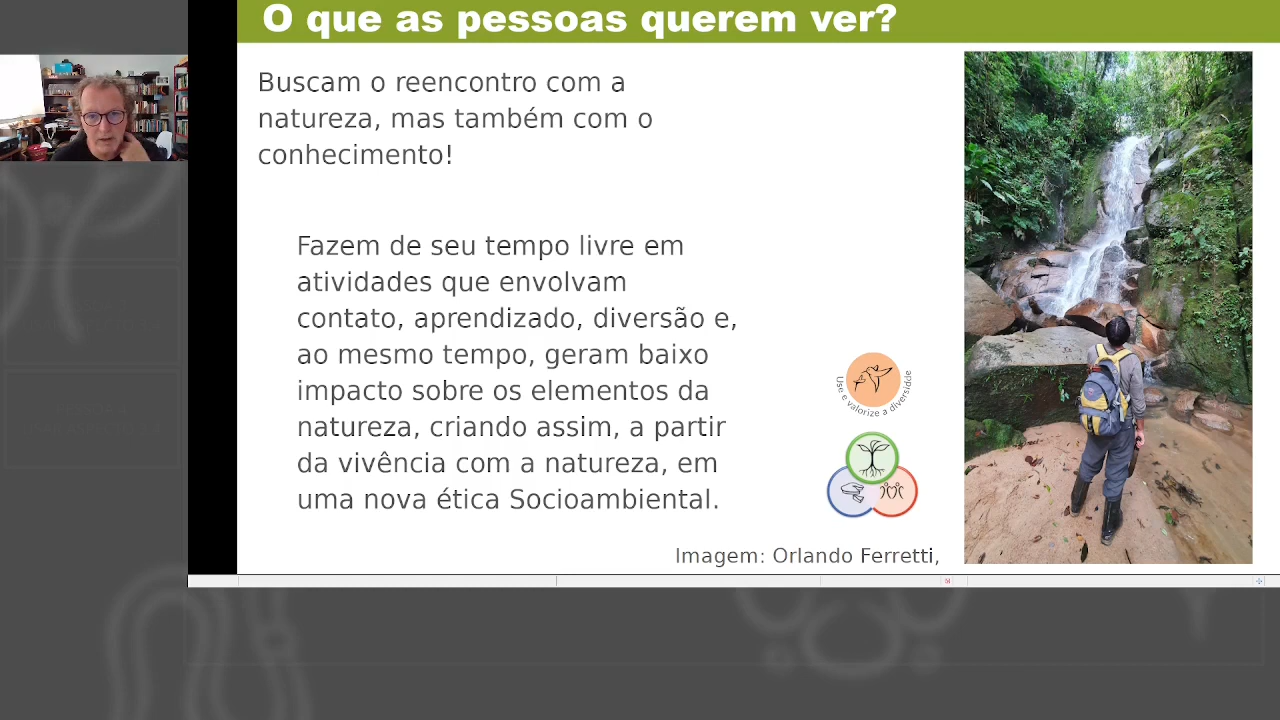 O que as pessoas querem ver?
Buscam o reencontro com a
natureza, mas também com o
conhecimento!
Fazem de seu tempo livre em
atividades que envolvam
contato, aprendizado, diversão e,
ao mesmo tempo, geram baixo
impacto sobre os elementos da
natureza, criando assim, a partir
da vivência com a natureza, em
uma nova ética Socioambiental.
Use e valorize a diversidde
Imagem: Orlando Ferretti,